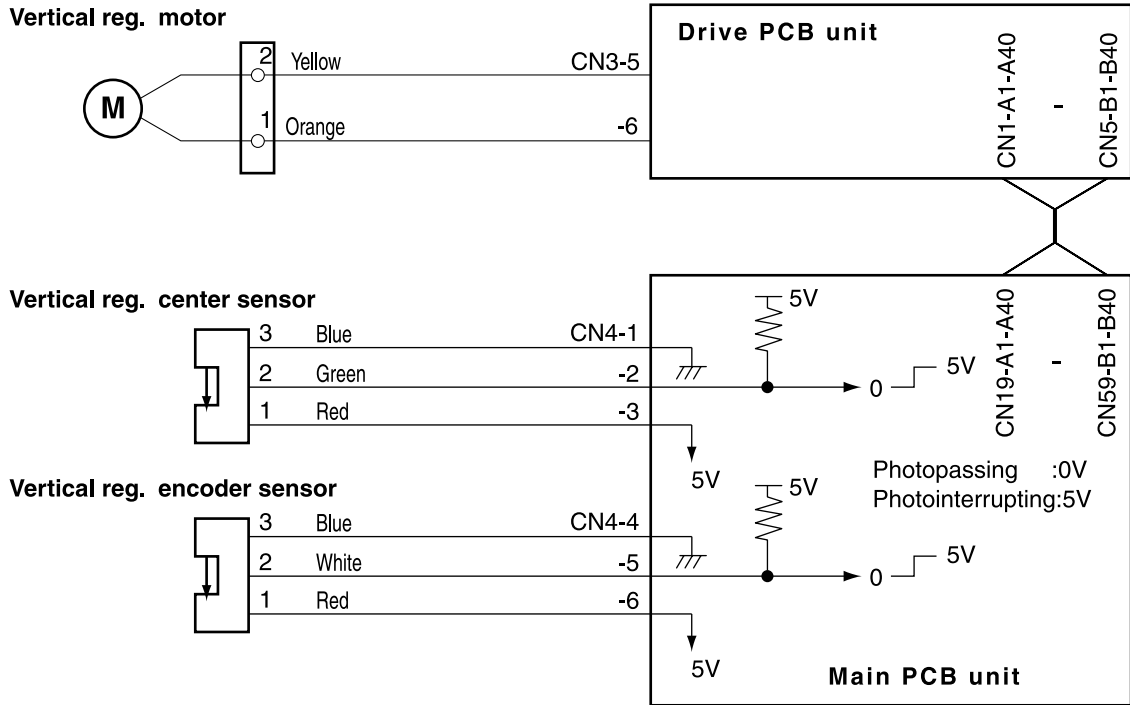 Vertical reg. motor
Drive PCB unit
M
2 Yellow CN3-5
1 Orange -6
CN1-A1-A40 - CN5-B1-B40
Vertical reg. center sensor
3 Blue CN4-1
2 Green -2
1 Red -3
5V
0 5V
5V
CN19-A1-A40 - CN59-B1-B40
Photopassing :0V
Photointerrupting:5V
Vertical reg. encoder sensor
3 Blue CN4-4
2 White -5
1 Red -6
5V
0 5V
5V
Main PCB unit